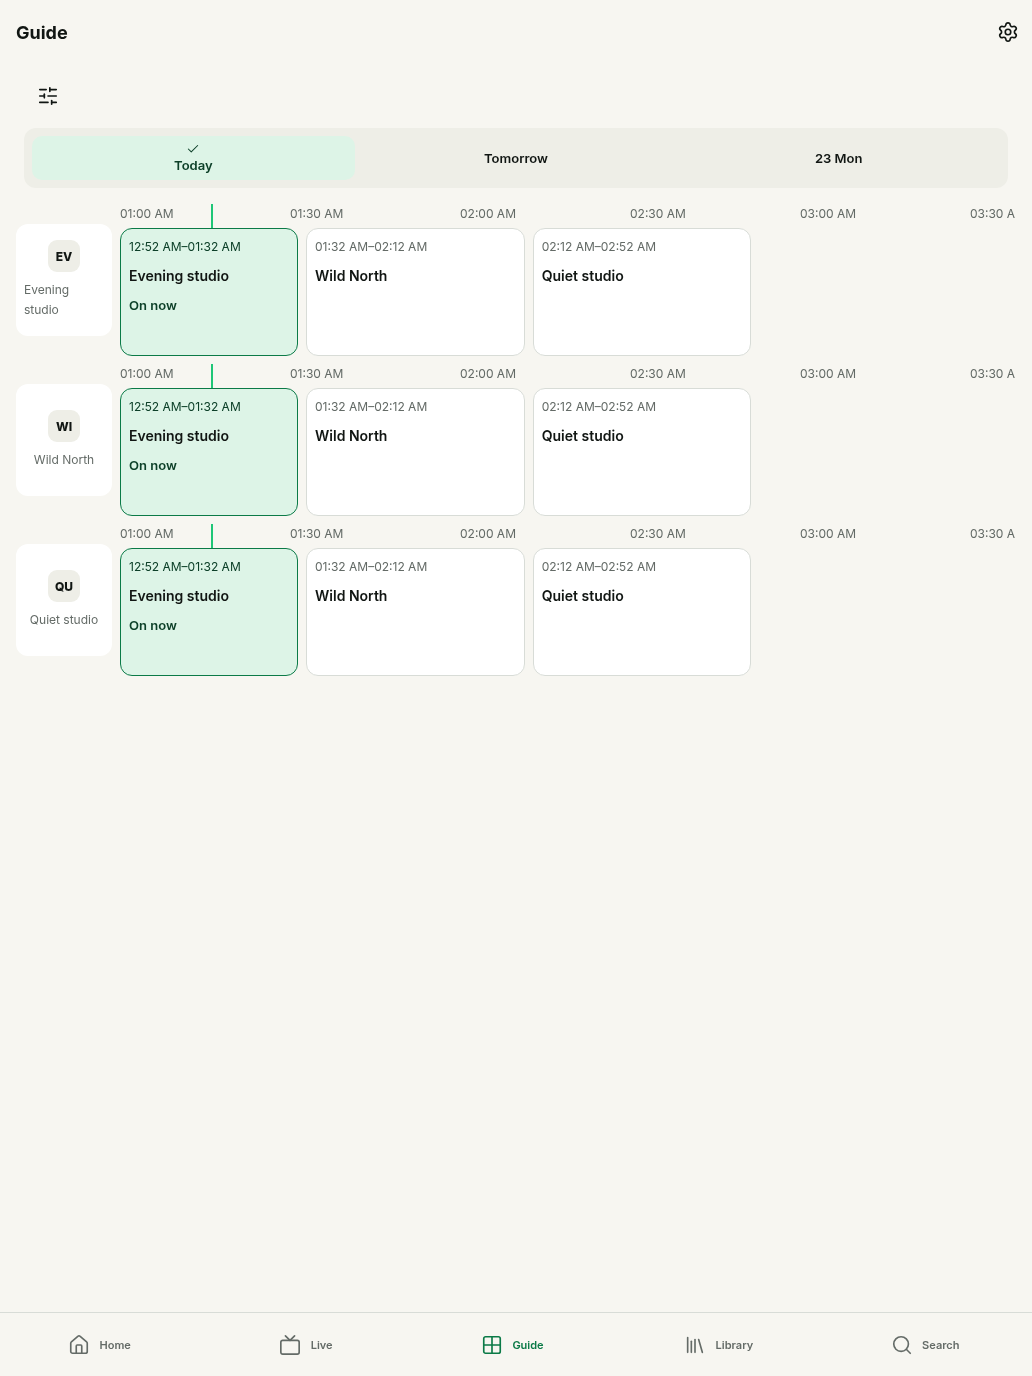 Guide
Today
Tomorrow
23 Mon
01:00 AM
01:30 AM
02:00 AM
02:30 AM
03:00 AM
03:30 A
EV
Evening
studio
12:52 AM–01:32 AM
Evening studio
On now
01:32 AM–02:12 AM
Wild North
02:12 AM–02:52 AM
Quiet studio
01:00 AM
01:30 AM
02:00 AM
02:30 AM
03:00 AM
03:30 A
WI
Wild North
12:52 AM–01:32 AM
Evening studio
On now
01:32 AM–02:12 AM
Wild North
02:12 AM–02:52 AM
Quiet studio
01:00 AM
01:30 AM
02:00 AM
02:30 AM
03:00 AM
03:30 A
QU
Quiet studio
12:52 AM–01:32 AM
Evening studio
On now
01:32 AM–02:12 AM
Wild North
02:12 AM–02:52 AM
Quiet studio
Home
Live
Guide
Library
Search